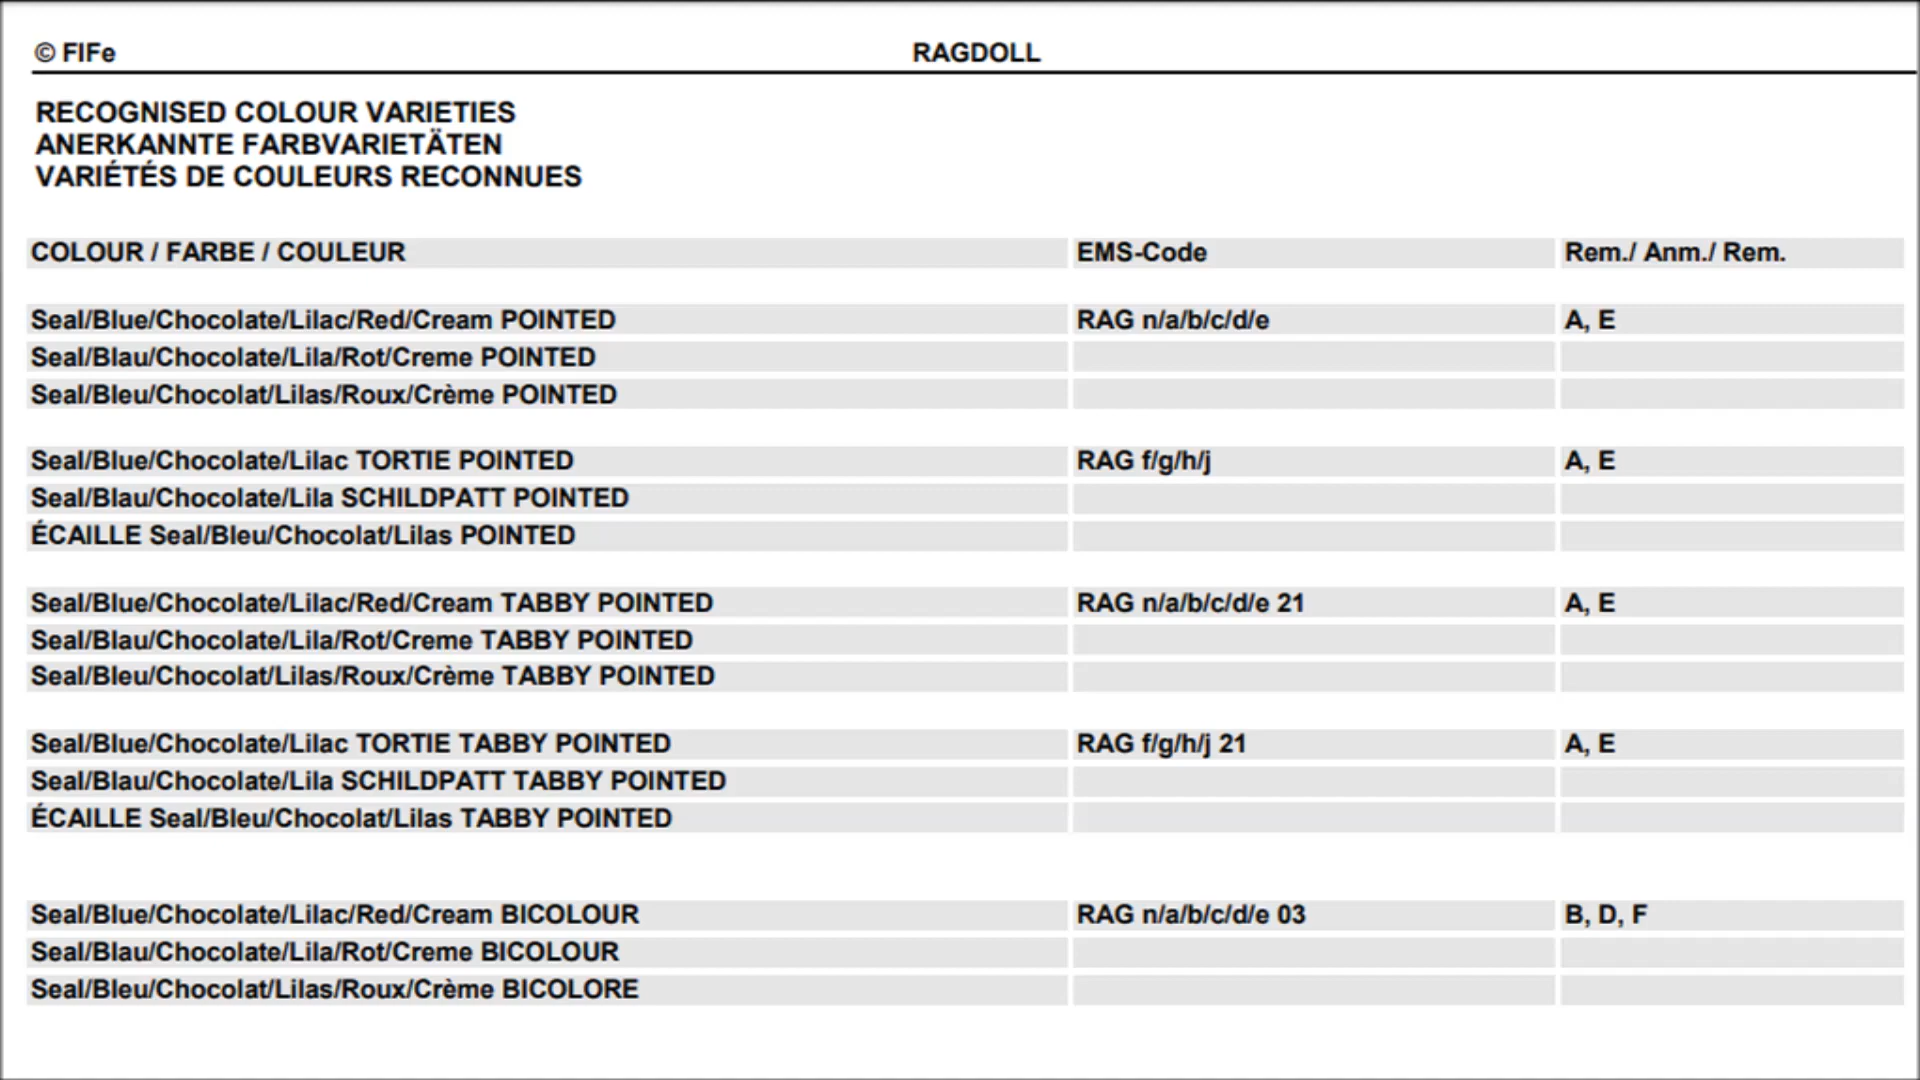 © FIFe RAGDOLL
RECOGNISED COLOUR VARIETIES
ANERKANNTE FARBVARIETÄTEN
VARIÉTÉS DE COULEURS RECONNUES
COLOUR / FARBE / COULEUR EMS-Code Rem./ Anm./ Rem.
Seal/Blue/Chocolate/Lilac/Red/Cream POINTED RAG n/a/b/c/d/e A, E
Seal/Blau/Chocolate/Lila/Rot/Creme POINTED
Seal/Bleu/Chocolat/Lilas/Roux/Crème POINTED
Seal/Blue/Chocolate/Lilac TORTIE POINTED RAG f/g/h/j A, E
Seal/Blau/Chocolate/Lila SCHILDPATT POINTED
ÉCAILLE Seal/Bleu/Chocolat/Lilas POINTED
Seal/Blue/Chocolate/Lilac/Red/Cream TABBY POINTED RAG n/a/b/c/d/e 21 A, E
Seal/Blau/Chocolate/Lila/Rot/Creme TABBY POINTED
Seal/Bleu/Chocolat/Lilas/Roux/Crème TABBY POINTED
Seal/Blue/Chocolate/Lilac TORTIE TABBY POINTED RAG f/g/h/j 21 A, E
Seal/Blau/Chocolate/Lila SCHILDPATT TABBY POINTED
ÉCAILLE Seal/Bleu/Chocolat/Lilas TABBY POINTED
Seal/Blue/Chocolate/Lilac/Red/Cream BICOLOUR RAG n/a/b/c/d/e 03 B, D, F
Seal/Blau/Chocolate/Lila/Rot/Creme BICOLOUR
Seal/Bleu/Chocolat/Lilas/Roux/Crème BICOLORE